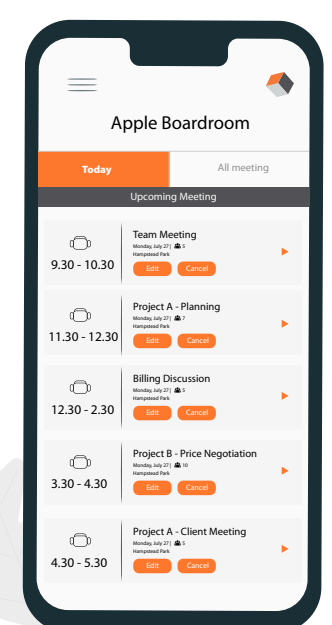 Apple Boardroom
Today
All meeting
Upcoming Meeting
Team Meeting
Monday, July 27 | 5
Hampstead Park
9.30 - 10.30
Edit
Cancel
Project A - Planning
Monday, July 27 | 7
Hampstead Park
11.30 - 12.30
Edit
Cancel
Billing Discussion
Monday, July 27 | 5
Hampstead Park
12.30 - 2.30
Edit
Cancel
Project B - Price Negotiation
Monday, July 27 | 10
Hampstead Park
3.30 - 4.30
Edit
Cancel
Project A - Client Meeting
Monday, July 27 | 5
Hampstead Park
4.30 - 5.30
Edit
Cancel